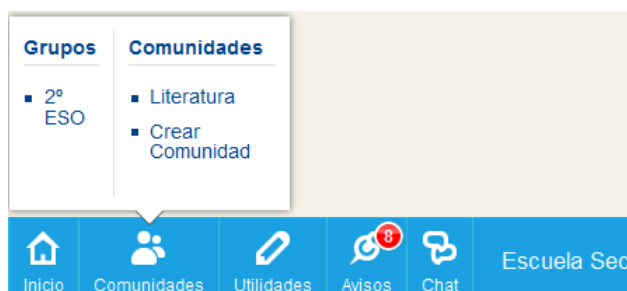 Grupos
2º
ESO
Comunidades
Literatura
Crear
Comunidad
8
Inicio
Comunidades
Utilidades
Avisos
Chat
Escuela Sec